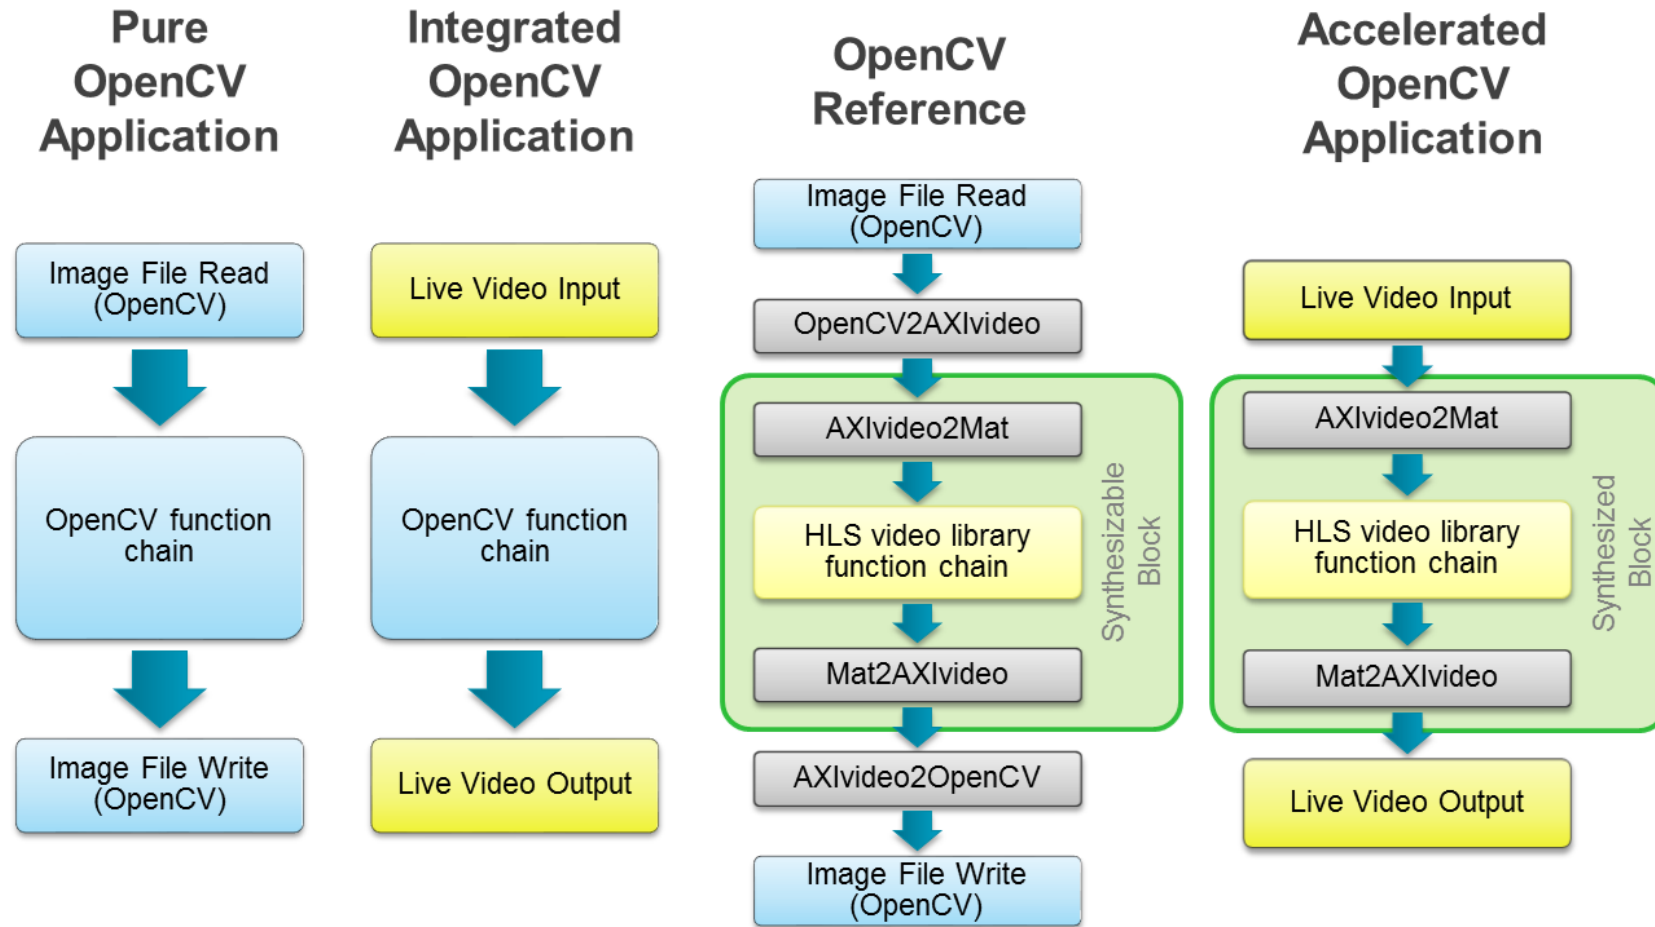 Pure
OpenCV
Application
Image File Read
(OpenCV)
OpenCV function
chain
Image File Write
(OpenCV)
Integrated
OpenCV
Application
Live Video Input
OpenCV function
chain
Live Video Output
OpenCV
Reference
Image File Read
(OpenCV)
OpenCV2AXIvideo
AXIvideo2Mat
HLS video library
function chain
Mat2AXIvideo
Synthesizable
Block
AXIvideo2OpenCV
Image File Write
(OpenCV)
Accelerated
OpenCV
Application
Live Video Input
AXIvideo2Mat
HLS video library
function chain
Mat2AXIvideo
Synthesized
Block
Live Video Output